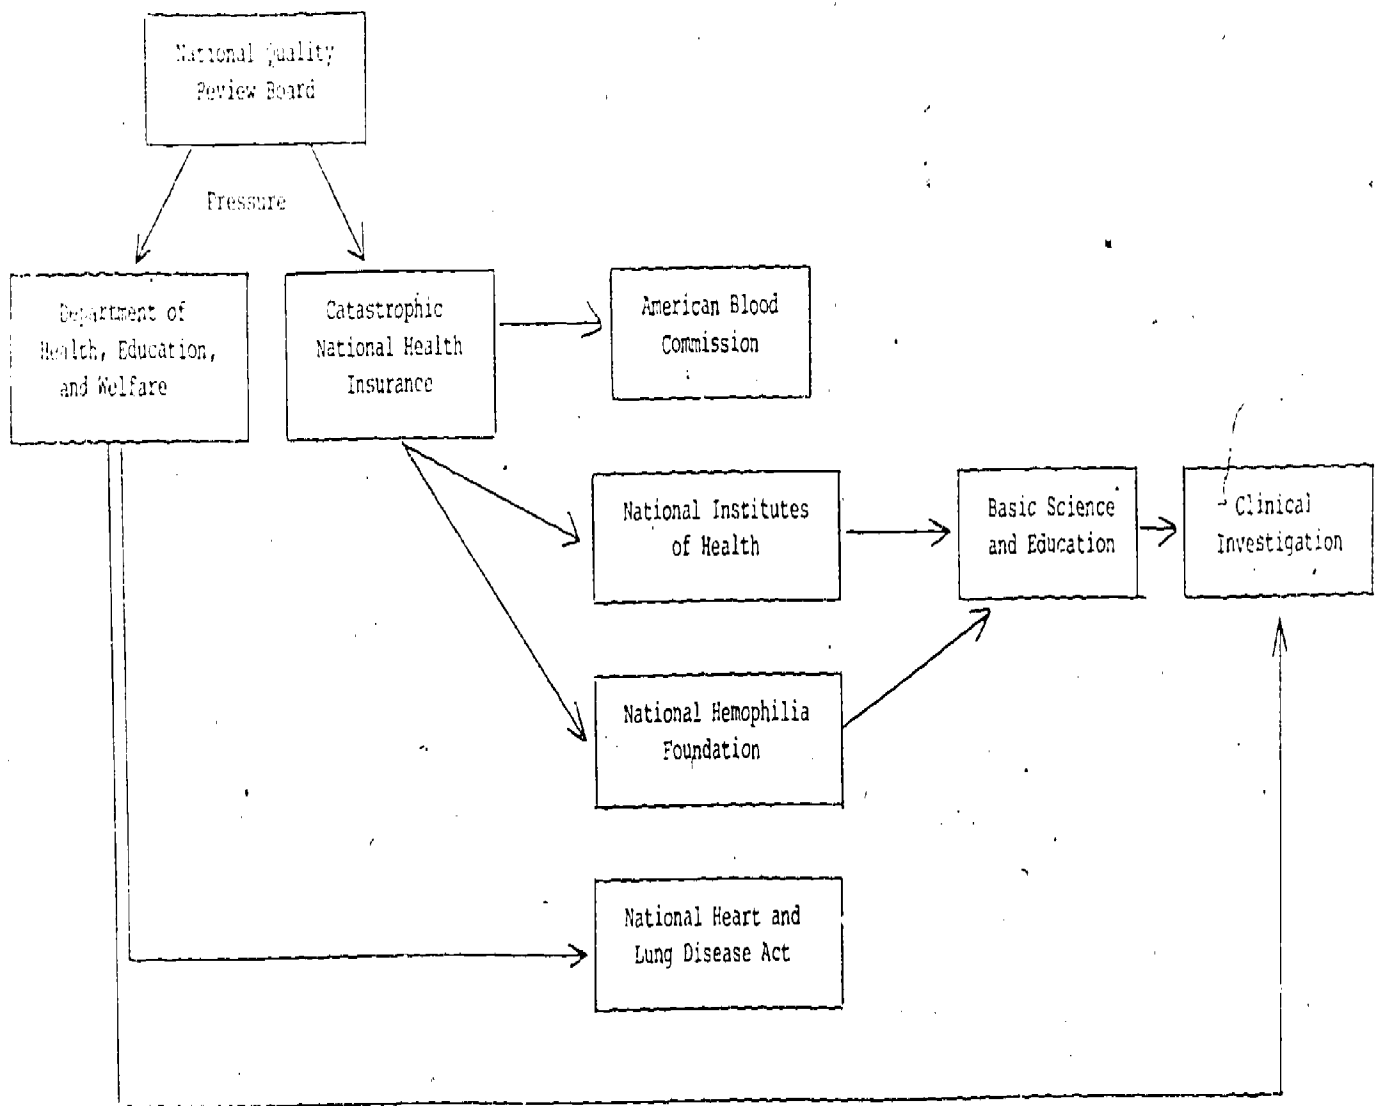 National Quality
Review Board
Pressure
Department of
Health, Education,
and Welfare
Catastrophic
National Health
Insurance
American Blood
Commission
National Institutes
of Health
Basic Science
and Education
Clinical
Investigation
National Hemophilia
Foundation
National Heart and
Lung Disease Act